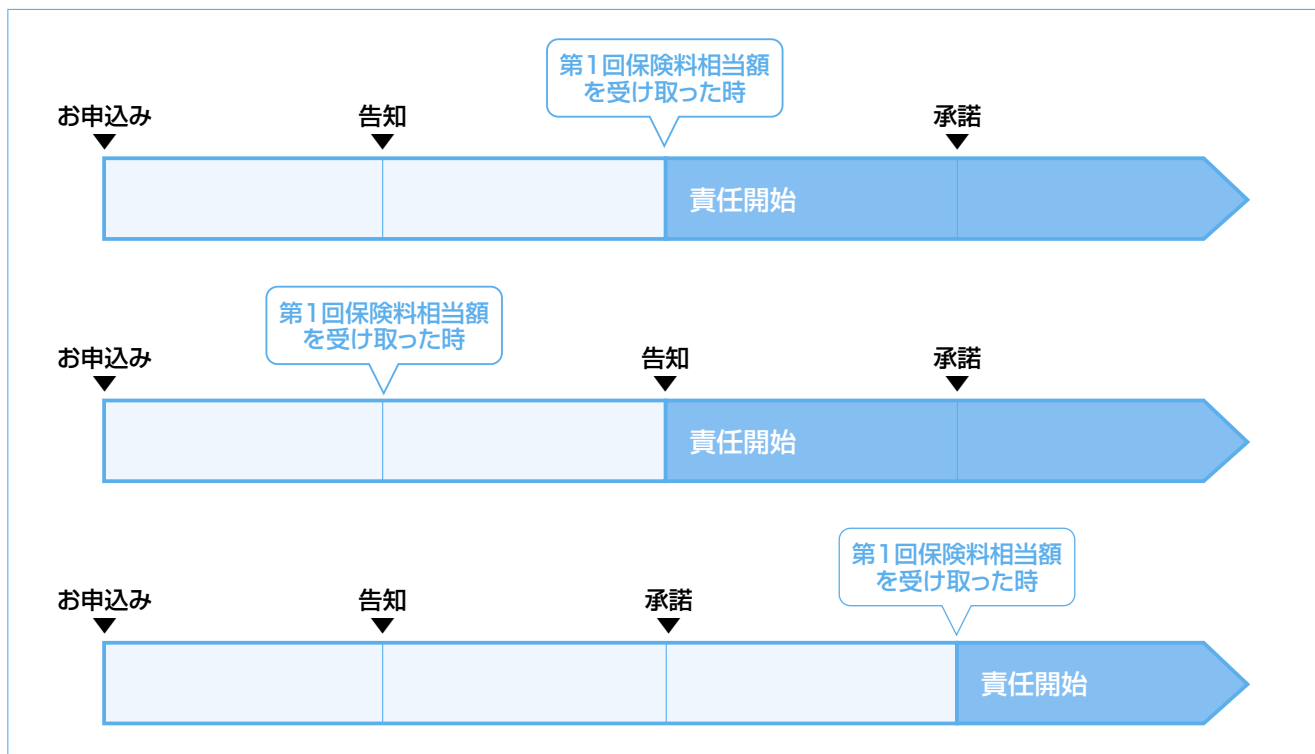 第1回保険料相当額
を受け取った時
お申込み
告知
承諾
責任開始
第1回保険料相当額
を受け取った時
お申込み
告知
承諾
責任開始
第1回保険料相当額
を受け取った時
お申込み
告知
承諾
責任開始